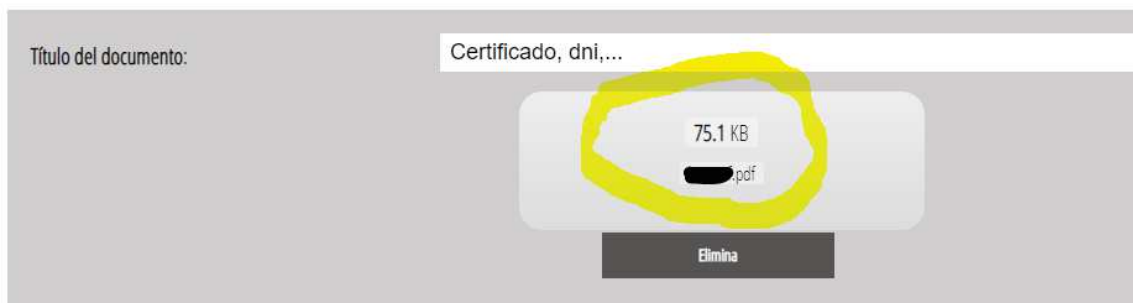 Título del documento:
Certificado, dni,...
75.1 KB
.pdf
Elimina